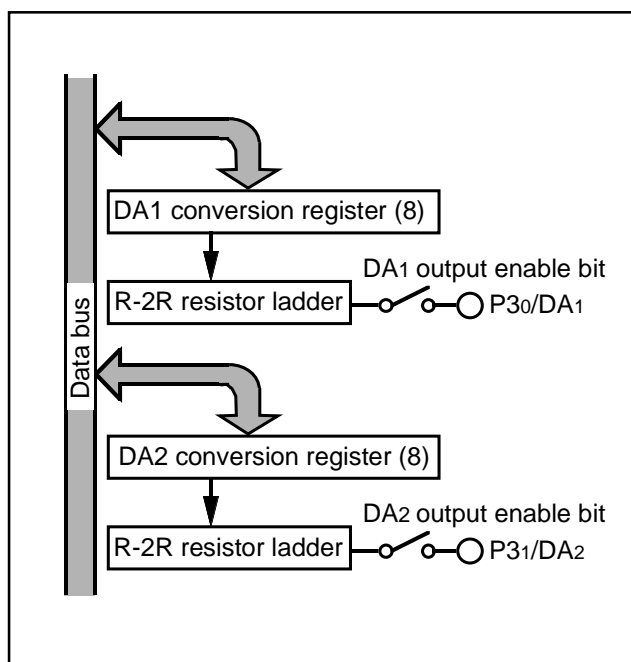 DA1 conversion register (8)
DA1 output enable bit
R-2R resistor ladder
P30/DA1
Data bus
DA2 conversion register (8)
DA2 output enable bit
R-2R resistor ladder
P31/DA2